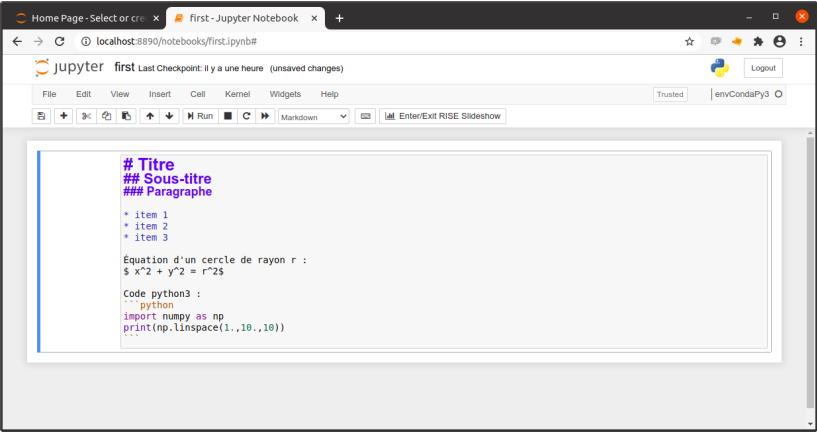 Home Page - Select or cre × first - Jupyter Notebook × +
localhost:8890/notebooks/first.ipynb#
jupyter first Last Checkpoint: il y a une heure (unsaved changes) Logout
File Edit View Insert Cell Kernel Widgets Help Trusted envCondaPy3
Run Markdown Enter/Exit RISE Slideshow
# Titre
## Sous-titre
### Paragraphe
* item 1
* item 2
* item 3
Équation d'un cercle de rayon r :
$ x^2 + y^2 = r^2$
Code python3 :
```python
import numpy as np
print(np.linspace(1.,10.,10))
```